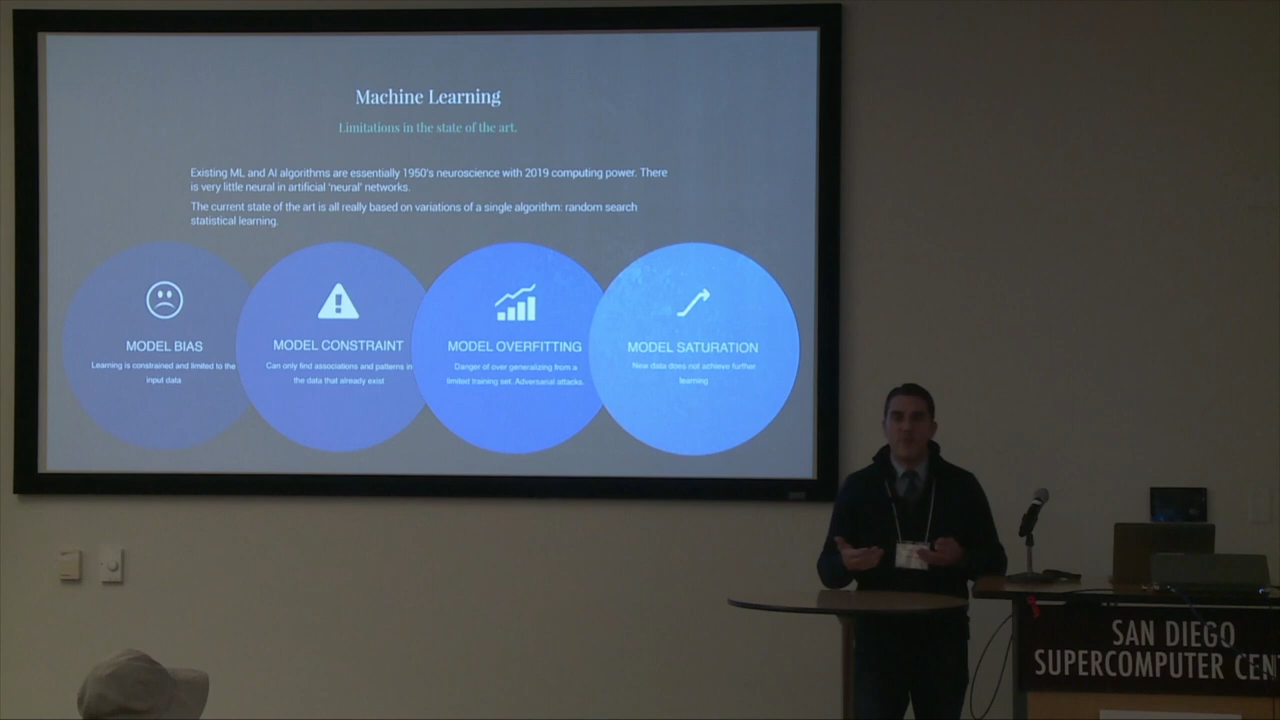 Machine Learning
Limitations in the state of the art.
Existing ML and AI algorithms are essentially 1950's neuroscience with 2019 computing power. There
is very little neural in artificial 'neural' networks.
The current state of the art is all really based on variations of a single algorithm: random search
statistical learning.
MODEL BIAS
Learning is constrained and limited to the
input data
MODEL CONSTRAINT
Can only find associations and patterns in
the data that already exist
MODEL OVERFITTING
Danger of over generalizing from a
limited training set. Adversarial attacks.
MODEL SATURATION
New data does not achieve further
learning
SAN DIEGO
SUPERCOMPUTER CEN